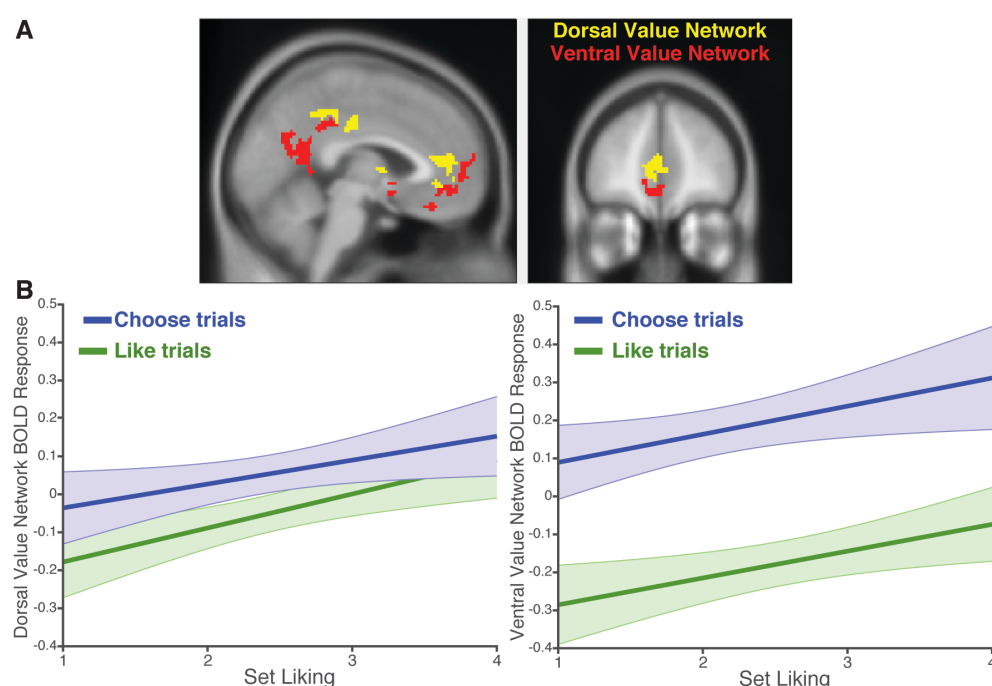 A
Dorsal Value Network
Ventral Value Network
B
Dorsal Value Network BOLD Response
0.5
0.4
0.3
0.2
0.1
0
-0.1
-0.2
-0.3
-0.4
Choose trials
Like trials
1
2
3
4
Set Liking
Ventral Value Network BOLD Response
0.5
0.4
0.3
0.2
0.1
0
-0.1
-0.2
-0.3
-0.4
Choose trials
Like trials
1
2
3
4
Set Liking